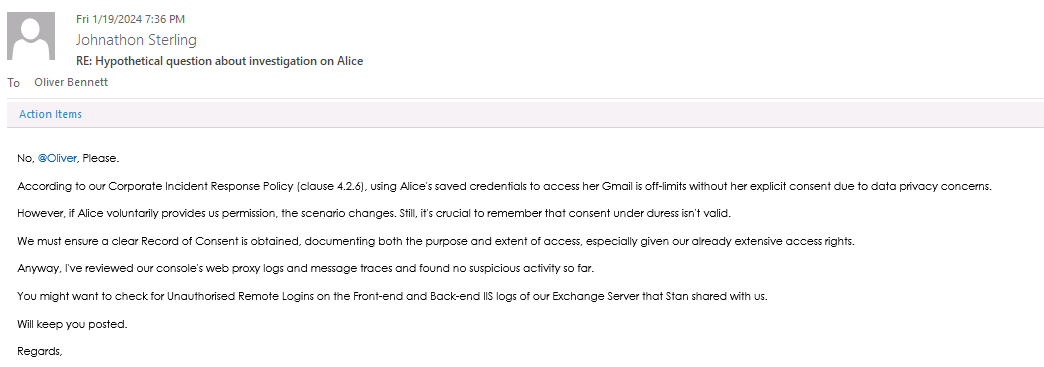 Fri 1/19/2024 7:36 PM
Johnathon Sterling
RE: Hypothetical question about investigation on Alice
To Oliver Bennett
Action Items
No, @Oliver, Please.
According to our Corporate Incident Response Policy (clause 4.2.6), using Alice's saved credentials to access her Gmail is off-limits without her explicit consent due to data privacy concerns.
However, if Alice voluntarily provides us permission, the scenario changes. Still, it's crucial to remember that consent under duress isn't valid.
We must ensure a clear Record of Consent is obtained, documenting both the purpose and extent of access, especially given our already extensive access rights.
Anyway, I've reviewed our console's web proxy logs and message traces and found no suspicious activity so far.
You might want to check for Unauthorised Remote Logins on the Front-end and Back-end IIS logs of our Exchange Server that Stan shared with us.
Will keep you posted.
Regards,